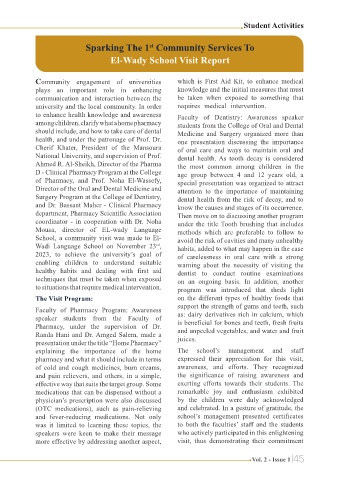 Student Activities
Sparking The 1st Community Services To
El-Wady School Visit Report
Community engagement of universities
plays an important role in enhancing
communication and interaction between the
university and the local community. In order
to enhance health knowledge and awareness
among children, clarify what a home pharmacy
should include, and how to take care of dental
health, and under the patronage of Prof. Dr.
Cherif Khater, President of the Mansoura
National University, and supervision of Prof.
Ahmed R. Al-Sheikh, Director of the Pharma
D - Clinical Pharmacy Program at the College
of Pharmacy, and Prof. Noha El-Wassefy,
Director of the Oral and Dental Medicine and
Surgery Program at the College of Dentistry,
and Dr. Bassant Maher - Clinical Pharmacy
department, Pharmacy Scientific Association
coordinator - in cooperation with Dr. Noha
Mousa, director of EL-wady Language
School, a community visit was made to El-
Wadi Language School on November 23rd,
2023, to achieve the university's goal of
enabling children to understand suitable
healthy habits and dealing with first aid
techniques that must be taken when exposed
to situations that require medical intervention.
The Visit Program:
Faculty of Pharmacy Program: Awareness
speaker students from the Faculty of
Pharmacy, under the supervision of Dr.
Randa Hani and Dr. Amged Salem, made a
presentation under the title "Home Pharmacy"
explaining the importance of the home
pharmacy and what it should include in terms
of cold and cough medicines, burn creams,
and pain relievers, and others, in a simple,
effective way that suits the target group. Some
medications that can be dispensed without a
physician's prescription were also discussed
(OTC medications), such as pain-relieving
and fever-reducing medications. Not only
was it limited to learning these topics, the
speakers were keen to make their message
more effective by addressing another aspect,
which is First Aid Kit, to enhance medical
knowledge and the initial measures that must
be taken when exposed to something that
requires medical intervention.
Faculty of Dentistry: Awareness speaker
students from the College of Oral and Dental
Medicine and Surgery organized more than
one presentation discussing the importance
of oral care and ways to maintain oral and
dental health. As tooth decay is considered
the most common among children in the
age group between 4 and 12 years old, a
special presentation was organized to attract
attention to the importance of maintaining
dental health from the risk of decay, and to
know the causes and stages of its occurrence.
Then move on to discussing another program
under the title Tooth brushing that includes
methods which are preferable to follow to
avoid the risk of cavities and many unhealthy
habits, added to what may happen in the case
of carelessness in oral care with a strong
warning about the necessity of visiting the
dentist to conduct routine examinations
on an ongoing basis. In addition, another
program was introduced that sheds light
on the different types of healthy foods that
support the strength of gums and teeth, such
as: dairy derivatives rich in calcium, which
is beneficial for bones and teeth, fresh fruits
and unpeeled vegetables, and water and fruit
juices.
The school's management and staff
expressed their appreciation for this visit,
awareness, and efforts. They recognized
the significance of raising awareness and
exerting efforts towards their students. The
remarkable joy and enthusiasm exhibited
by the children were duly acknowledged
and celebrated. In a gesture of gratitude, the
school's management presented certificates
to both the faculties' staff and the students
who actively participated in this enlightening
visit, thus demonstrating their commitment
Vol. 2 - Issue 1 |45